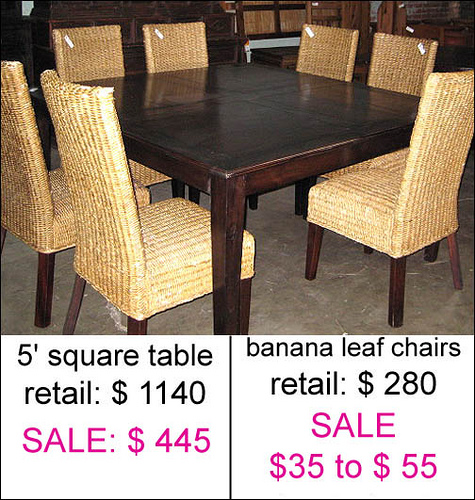 5' square table
retail: $ 1140
SALE: $ 445
banana leaf chairs
retail: $ 280
SALE
$35 to $ 55